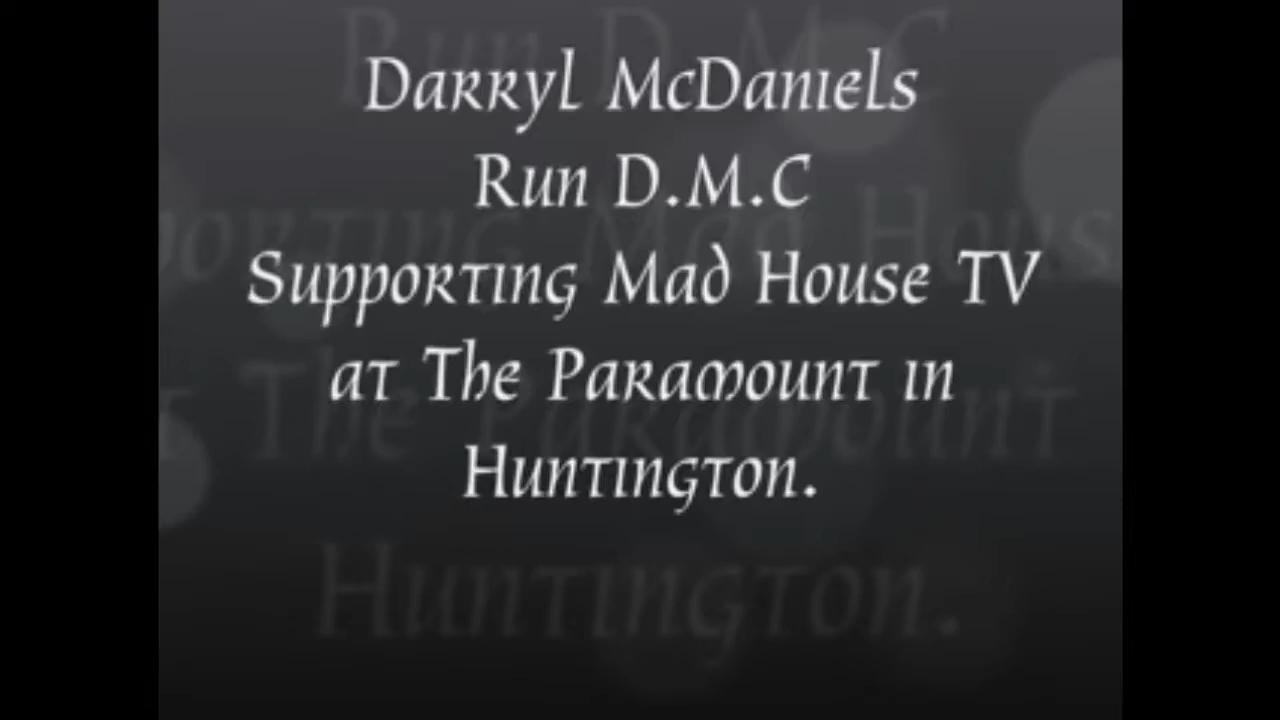 Darryl McDaniels
Run D.M.C
Supporting Mad House TV
at The Paramount in
Huntington.